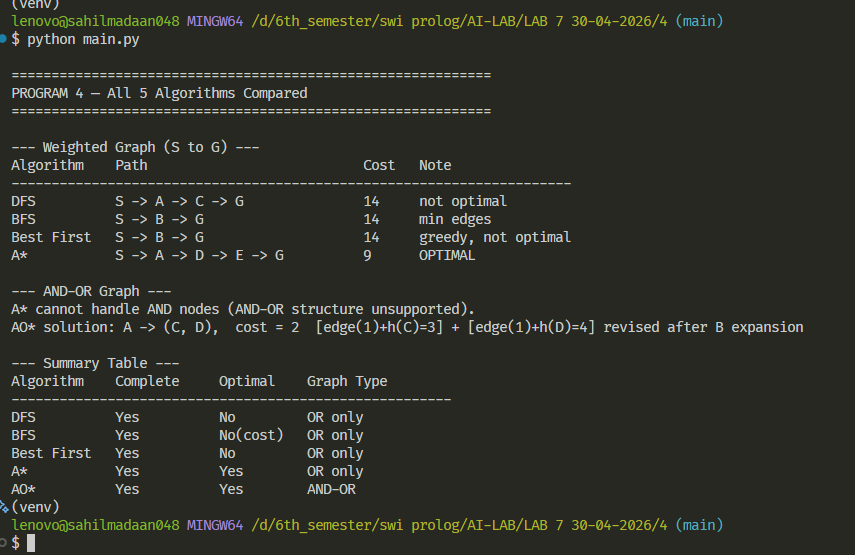 (venv)
lenovo@sahilmadaan048 MINGW64 /d/6th_semester/swi prolog/AI-LAB/LAB 7 30-04-2026/4 (main)
$ python main.py
============================================================
PROGRAM 4 — All 5 Algorithms Compared
============================================================
--- Weighted Graph (S to G) ---
Algorithm    Path                           Cost   Note
----------------------------------------------------------------------
DFS          S -> A -> C -> G               14     not optimal
BFS          S -> B -> G                    14     min edges
Best First   S -> B -> G                    14     greedy, not optimal
A*           S -> A -> D -> E -> G          9      OPTIMAL
--- AND-OR Graph ---
A* cannot handle AND nodes (AND-OR structure unsupported).
AO* solution: A -> (C, D),  cost = 2  [edge(1)+h(C)=3] + [edge(1)+h(D)=4] revised after B expansion
--- Summary Table ---
Algorithm    Complete     Optimal    Graph Type
-------------------------------------------------------
DFS          Yes          No         OR only
BFS          Yes          No(cost)   OR only
Best First   Yes          No         OR only
A*           Yes          Yes        OR only
AO*          Yes          Yes        AND-OR
(venv)
lenovo@sahilmadaan048 MINGW64 /d/6th_semester/swi prolog/AI-LAB/LAB 7 30-04-2026/4 (main)
$